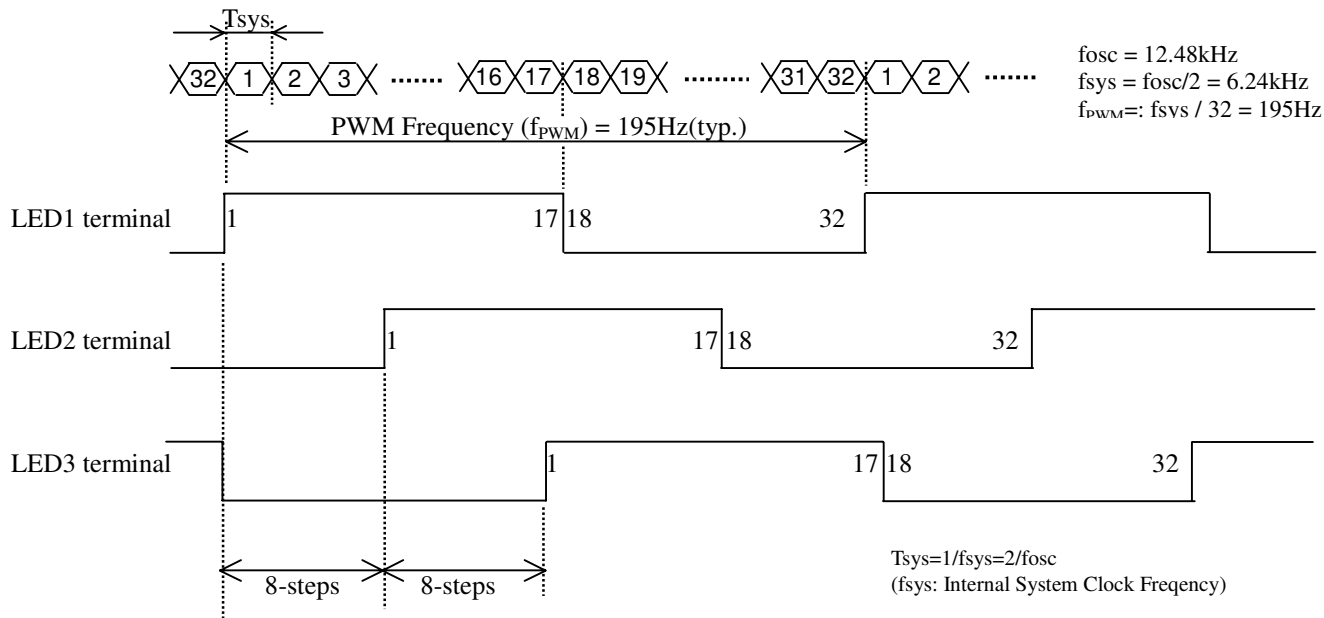 Tsys
32 1 2 3 16 17 18 19 31 32 1 2
fosc = 12.48kHz
fsys = fosc/2 = 6.24kHz
fPWM=: fsys / 32 = 195Hz
PWM Frequency (fPWM) = 195Hz(typ.)
LED1 terminal 1 17 18 32
LED2 terminal 1 17 18 32
LED3 terminal 1 17 18 32
8-steps 8-steps
Tsys=1/fsys=2/fosc
(fsys: Internal System Clock Freqency)